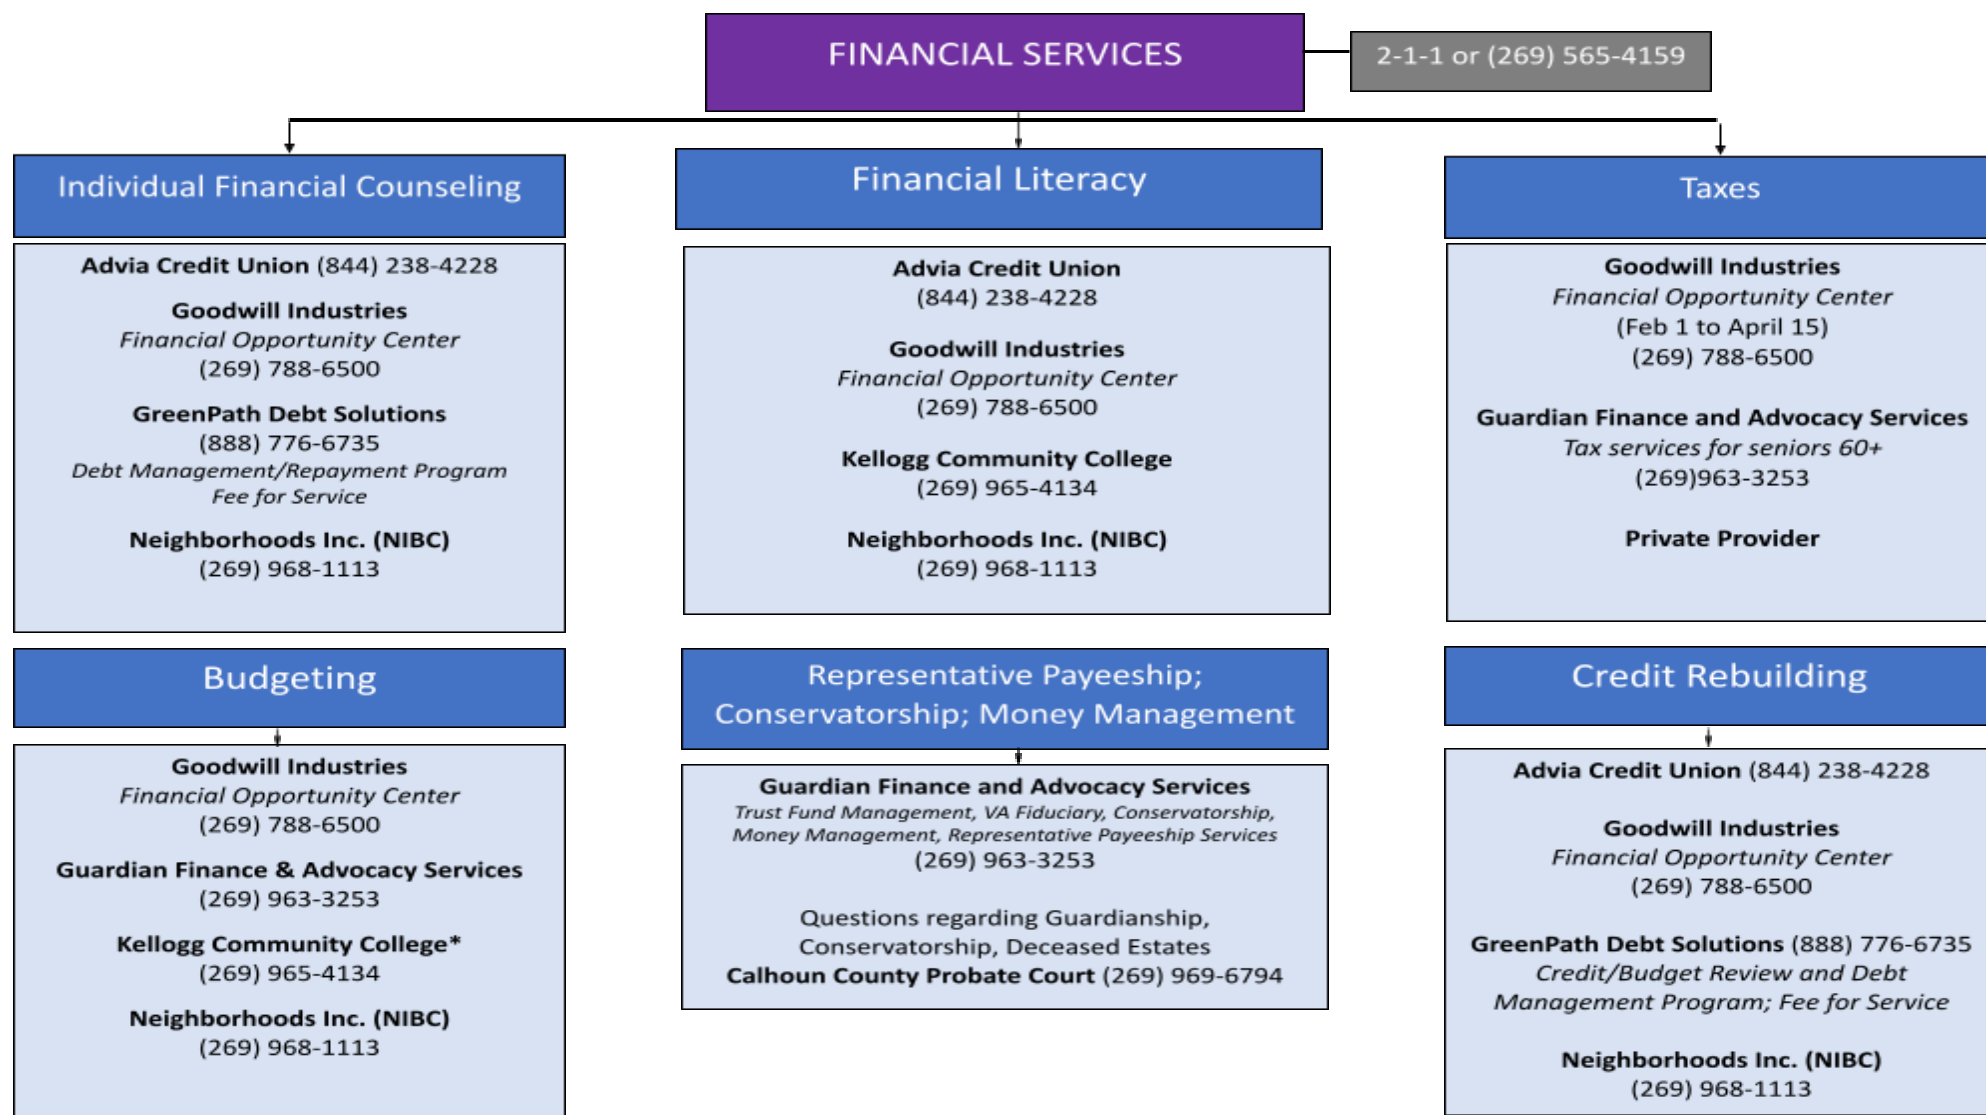 FINANCIAL SERVICES
2-1-1 or (269) 565-4159
Individual Financial Counseling
Advia Credit Union (844) 238-4228
Goodwill Industries
Financial Opportunity Center
(269) 788-6500
GreenPath Debt Solutions
(888) 776-6735
Debt Management/Repayment Program
Fee for Service
Neighborhoods Inc. (NIBC)
(269) 968-1113
Financial Literacy
Advia Credit Union
(844) 238-4228
Goodwill Industries
Financial Opportunity Center
(269) 788-6500
Kellogg Community College
(269) 965-4134
Neighborhoods Inc. (NIBC)
(269) 968-1113
Taxes
Goodwill Industries
Financial Opportunity Center
(Feb 1 to April 15)
(269) 788-6500
Guardian Finance and Advocacy Services
Tax services for seniors 60+
(269)963-3253
Private Provider
Budgeting
Goodwill Industries
Financial Opportunity Center
(269) 788-6500
Guardian Finance & Advocacy Services
(269) 963-3253
Kellogg Community College*
(269) 965-4134
Neighborhoods Inc. (NIBC)
(269) 968-1113
Representative Payeeship;
Conservatorship; Money Management
Guardian Finance and Advocacy Services
Trust Fund Management, VA Fiduciary, Conservatorship,
Money Management, Representative Payeeship Services
(269) 963-3253
Questions regarding Guardianship,
Conservatorship, Deceased Estates
Calhoun County Probate Court (269) 969-6794
Credit Rebuilding
Advia Credit Union (844) 238-4228
Goodwill Industries
Financial Opportunity Center
(269) 788-6500
GreenPath Debt Solutions (888) 776-6735
Credit/Budget Review and Debt
Management Program; Fee for Service
Neighborhoods Inc. (NIBC)
(269) 968-1113